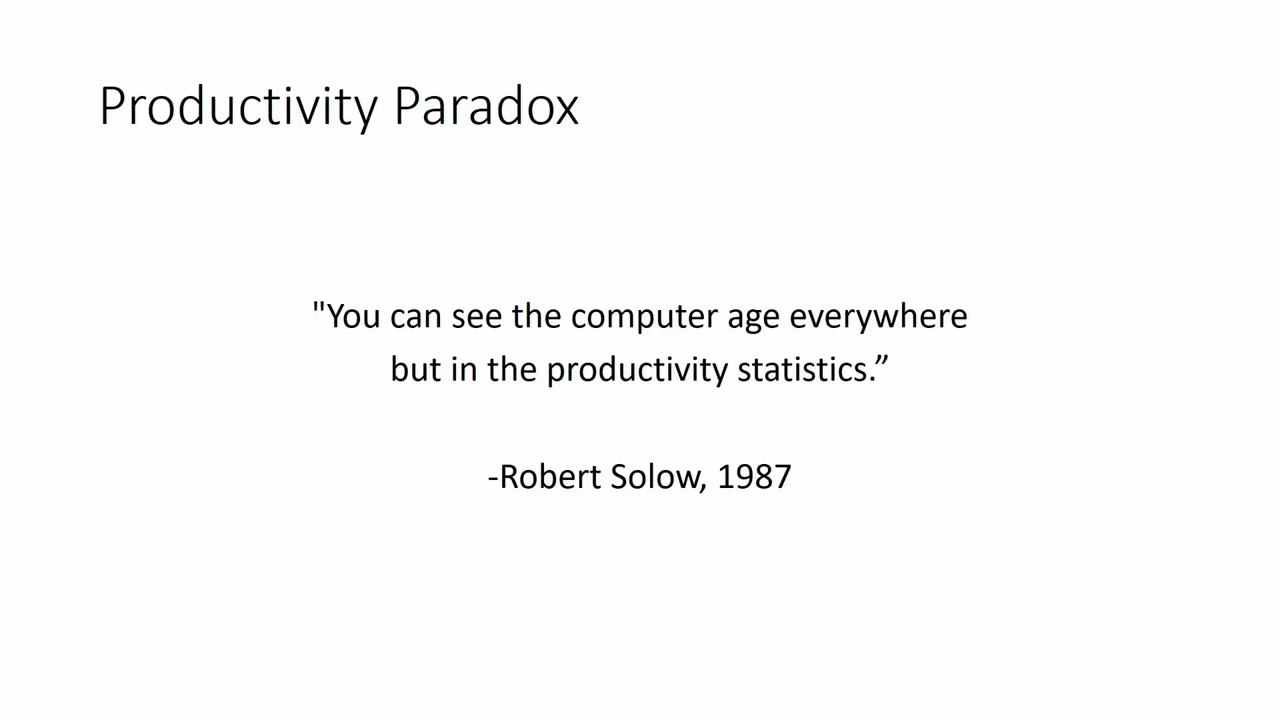 Productivity Paradox
"You can see the computer age everywhere
but in the productivity statistics.”
-Robert Solow, 1987